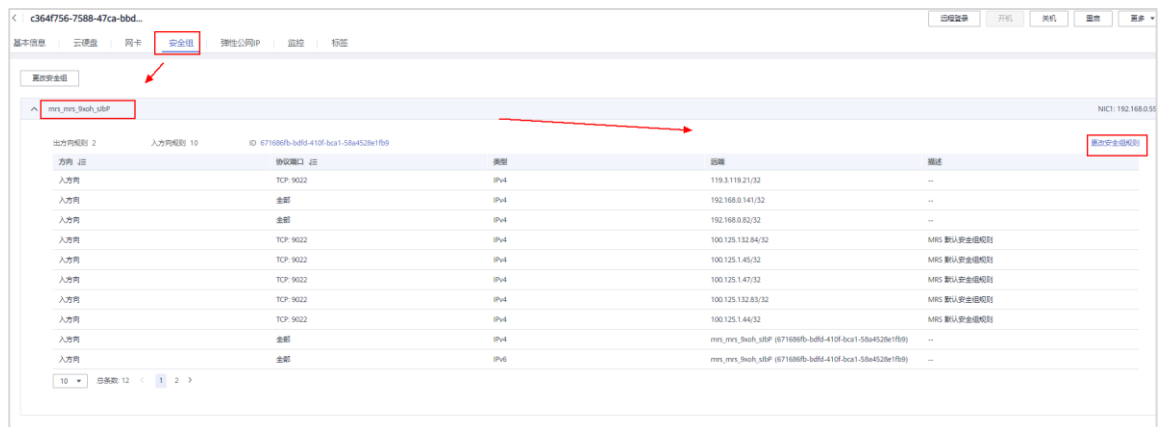 < c364f756-7588-47ca-bbd... 远程登录 开机 关机 重启 更多
基本信息 云硬盘 网卡 安全组 弹性公网IP 监控 标签
更改安全组
mrs_mrs_9xoh_sIbP NIC1: 192.168.0.55
出方向规则 2 入方向规则 10 ID 671686fb-bdfd-410f-bca1-58a4528e1fb9 更改安全组规则
方向 协议端口 类型 远端 描述
入方向 TCP: 9022 IPv4 119.3.119.21/32 --
入方向 全部 IPv4 192.168.0.141/32 --
入方向 全部 IPv4 192.168.0.82/32 --
入方向 TCP: 9022 IPv4 100.125.132.84/32 MRS 默认安全组规则
入方向 TCP: 9022 IPv4 100.125.1.45/32 MRS 默认安全组规则
入方向 TCP: 9022 IPv4 100.125.1.47/32 MRS 默认安全组规则
入方向 TCP: 9022 IPv4 100.125.132.83/32 MRS 默认安全组规则
入方向 TCP: 9022 IPv4 100.125.1.44/32 MRS 默认安全组规则
入方向 全部 IPv4 mrs_mrs_9xoh_sIbP (671686fb-bdfd-410f-bca1-58a4528e1fb9) --
入方向 全部 IPv6 mrs_mrs_9xoh_sIbP (671686fb-bdfd-410f-bca1-58a4528e1fb9) --
10 总条数: 12 < 1 2 >